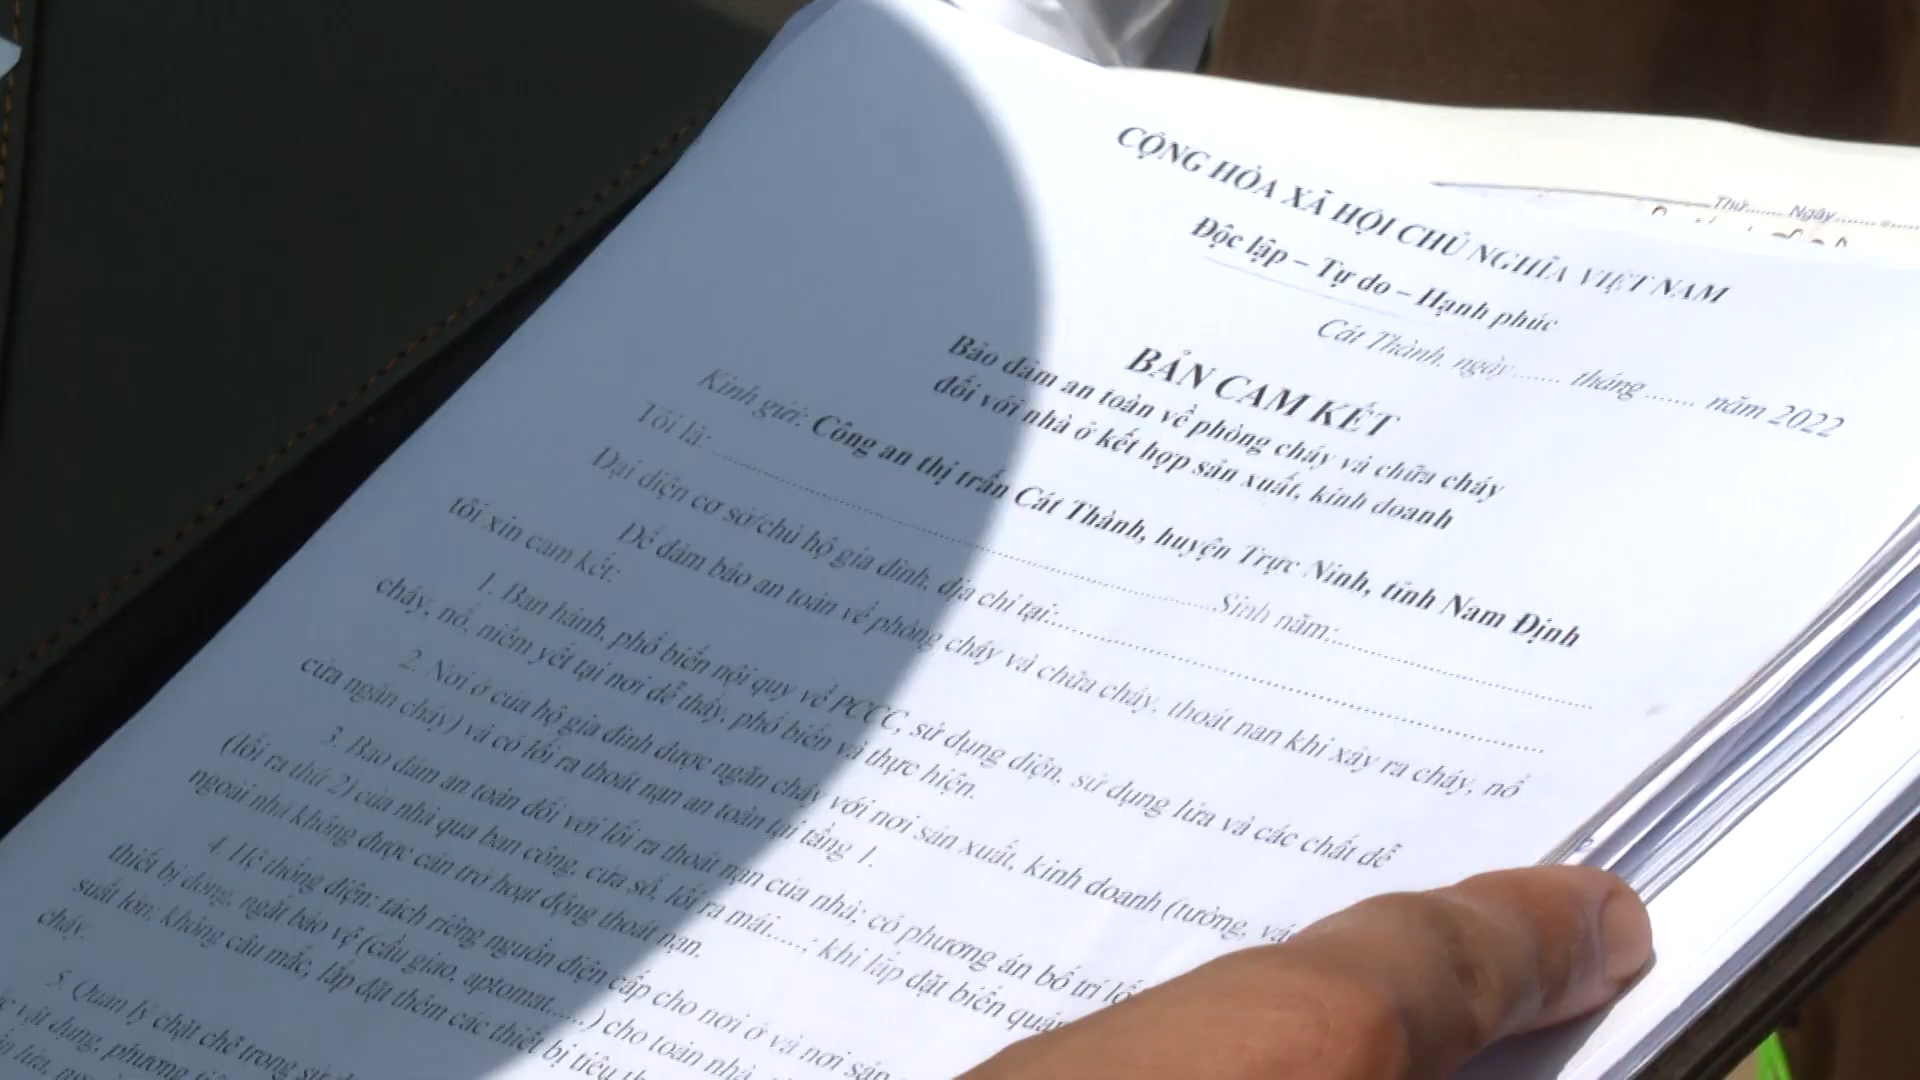 CỘNG HÒA XÃ HỘI CHỦ NGHĨA VIỆT NAM
Độc lập – Tự do – Hạnh phúc
Thứ....... Ngày.......
Cát Thành, ngày ....... tháng ....... năm 2022
BẢN CAM KẾT
Bảo đảm an toàn về phòng cháy và chữa cháy
đối với nhà ở kết hợp sản xuất, kinh doanh
Kính gửi: Công an thị trấn Cát Thành, huyện Trực Ninh, tỉnh Nam Định
Tôi là: ........................................ Sinh năm:........................
Đại diện cơ sở/chủ hộ gia đình, địa chỉ tại:........................................
Để đảm bảo an toàn về phòng cháy và chữa cháy, thoát nạn khi xảy ra cháy, nổ
tôi xin cam kết:
1. Ban hành, phổ biến nội quy về PCCC, sử dụng điện, sử dụng lửa và các chất dễ
cháy, nổ, niêm yết tại nơi dễ thấy, phổ biến và thực hiện.
2. Nơi ở của hộ gia đình được ngăn cháy với nơi sản xuất, kinh doanh (tường,
cửa ngăn cháy) và có lối ra thoát nạn an toàn tại tầng 1.
3. Bảo đảm an toàn đối với lối ra thoát nạn của nhà; có phương án bố trí
(lối ra thứ 2) của nhà qua ban công, cửa sổ, lối ra mái.....; khi lắp đặt biển
ngoài nhà không được cản trở hoạt động thoát nạn.
4. Hệ thống điện: tách riêng nguồn điện cấp cho nơi ở và nơi
thiết bị đóng, ngắt bảo vệ (cầu giao, aptomat.....) cho toàn nhà,
suất lớn; không câu mắc, lắp đặt thêm các thiết bị tiêu
cháy.
5. Quản lý chặt chẽ trong
vật dụng, phương
lửa,